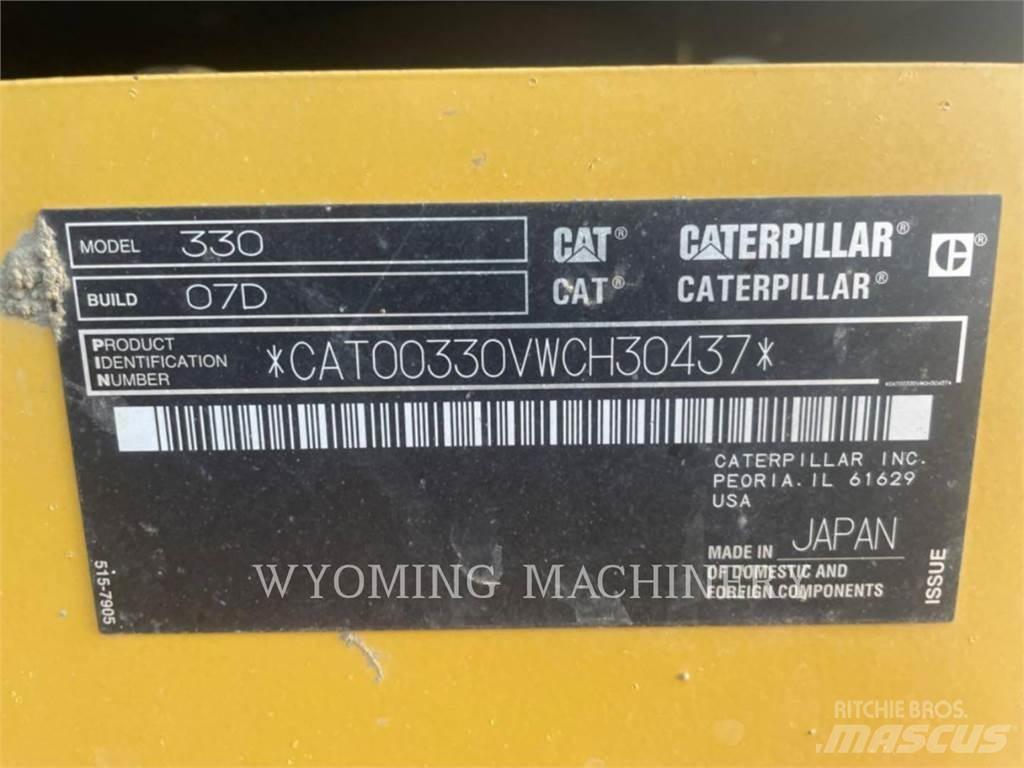 MODEL 330
BUILD 07D
CAT® CATERPILLAR® ®
CAT® CATERPILLAR®
PRODUCT
IDENTIFICATION
NUMBER
*CAT00330VWCH30437*
*CAT00330VWCH30437*
CATERPILLAR INC.
PEORIA, IL 61629
USA
MADE IN JAPAN
OF DOMESTIC AND
FOREIGN COMPONENTS
515-7905
ISSUE
WYOMING MACHINERY
RITCHIE BROS.
MASCUS